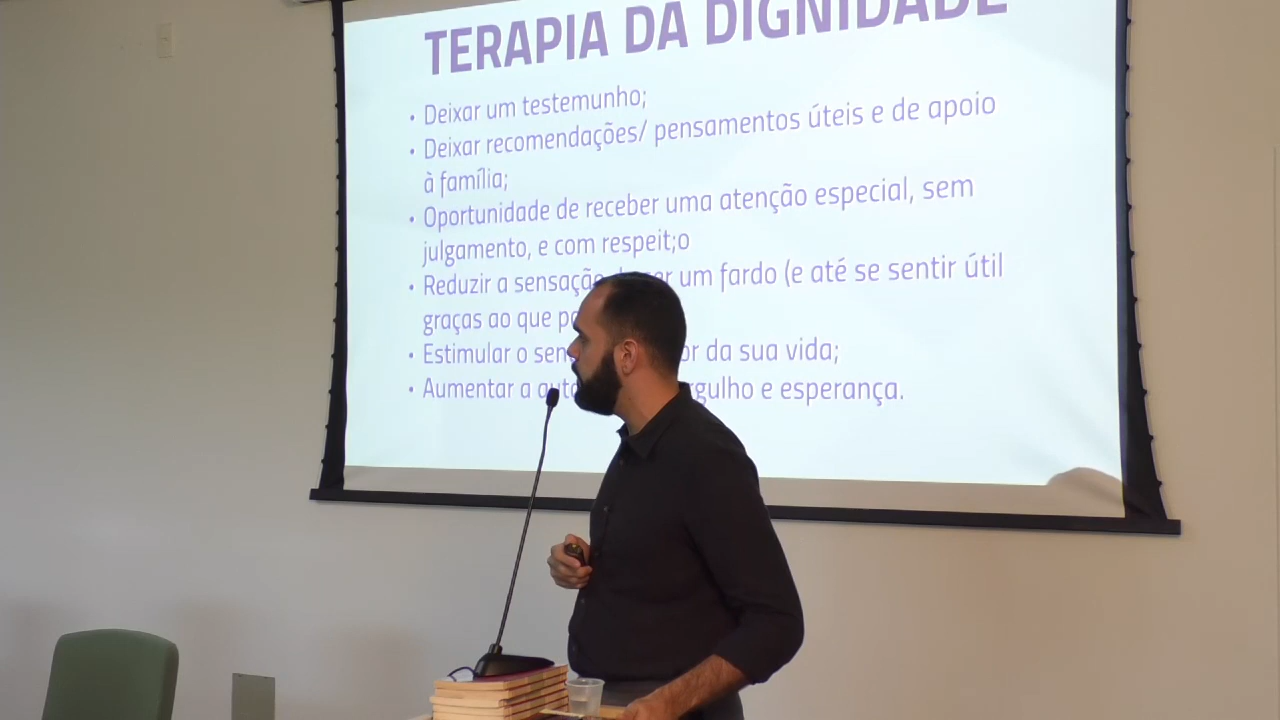 TERAPIA DA DIGNIDADE
• Deixar um testemunho;
• Deixar recomendações/ pensamentos úteis e de apoio
à família;
• Oportunidade de receber uma atenção especial, sem
julgamento, e com respeit;o
• Reduzir a sensação um fardo (e até se sentir útil
graças ao que
• Estimular o da sua vida;
• Aumentar a e esperança.